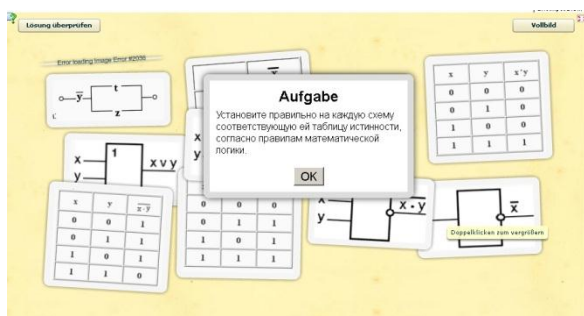 Lösung überprüfen
Vollbild
Error loading Image Error #2036
y t z
x
x y x·y
0 0 0
0 1 0
1 0 0
1 1 1
Aufgabe
Установите правильно на каждую схему
соответствующую ей таблицу истинности,
согласно правилам математической
логики.
OK
x 1 x v y
y
x
y
x y x·y
0 0 1
0 1 1
1 0 1
1 1 0
0 0 0
0 1 1
1 0 1
1 1 1
y x·y
x
Doppelklicken zum vergrößern